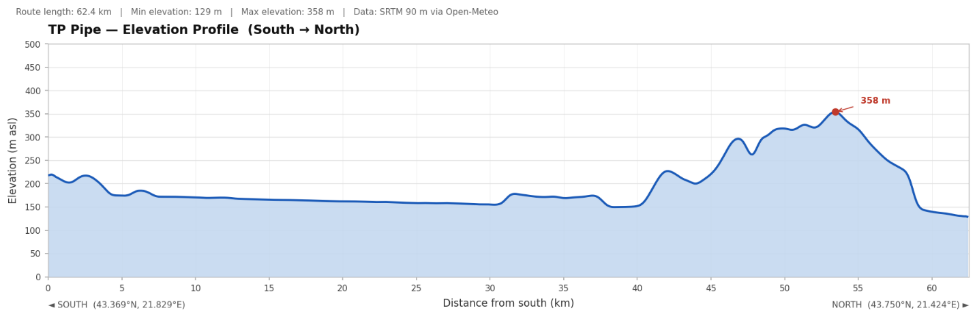 Route length: 62.4 km | Min elevation: 129 m | Max elevation: 358 m | Data: SRTM 90 m via Open-Meteo
TP Pipe — Elevation Profile (South → North)
Elevation (m asl)
500
450
400
350
300
250
200
150
100
50
0
358 m
0 5 10 15 20 25 30 35 40 45 50 55 60
◄ SOUTH (43.369°N, 21.829°E)
Distance from south (km)
NORTH (43.750°N, 21.424°E) ►